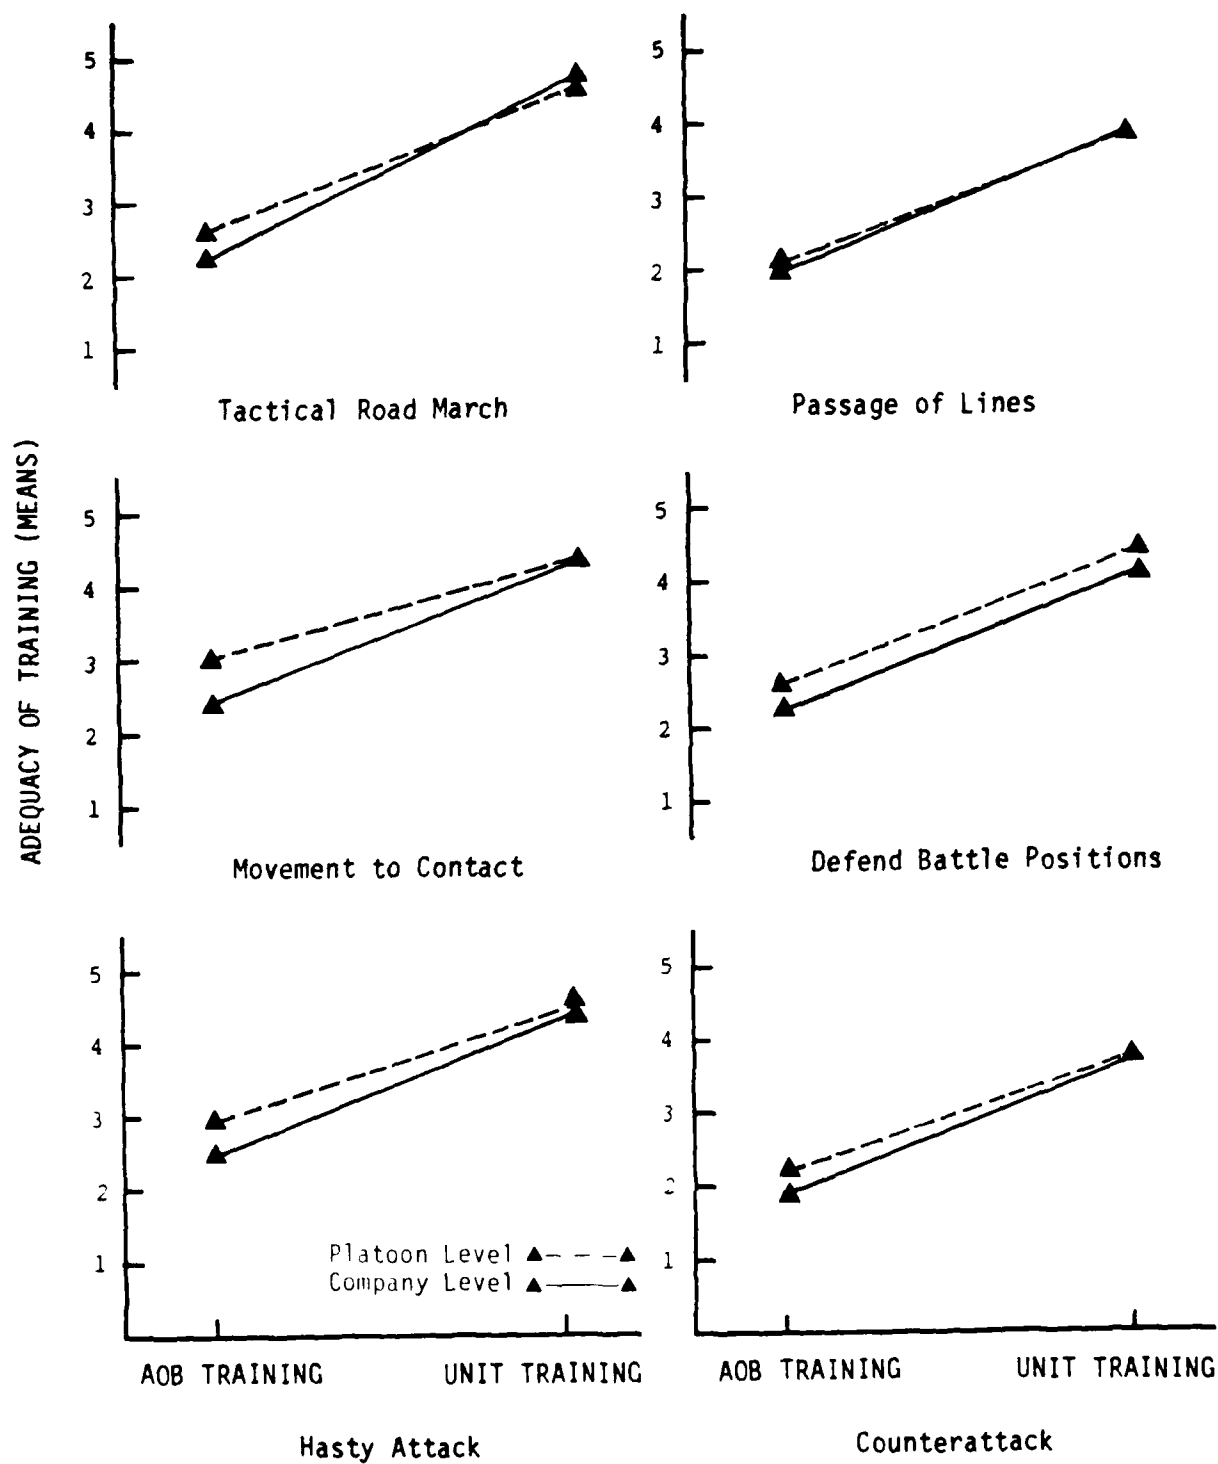 ADEQUACY OF TRAINING (MEANS)
5
4
3
2
1
Tactical Road March
5
4
3
2
1
Passage of Lines
5
4
3
2
1
Movement to Contact
5
4
3
2
1
Defend Battle Positions
5
4
3
2
1
Platoon Level
Company Level
AOB TRAINING UNIT TRAINING
Hasty Attack
5
4
3
2
1
AOB TRAINING UNIT TRAINING
Counterattack